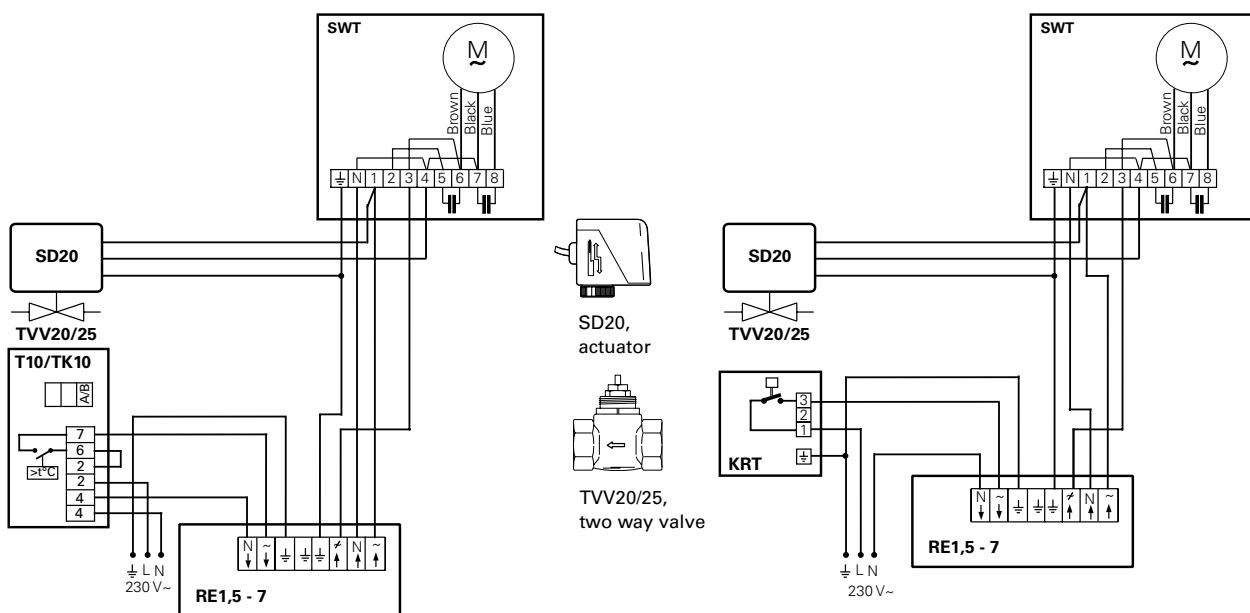 SWT
M
~
Brown
Black
Blue
N 1 2 3 4 5 6 7 8
SD20
TVV20/25
T10/TK10
A/B
7
6
2
2
4
4
>t°C
L N
230 V~
N ~ ≁ N ~
RE1,5 - 7
SD20,
actuator
TVV20/25,
two way valve
SWT
M
~
Brown
Black
Blue
N 1 2 3 4 5 6 7 8
SD20
TVV20/25
3
2
1
KRT
L N
230 V~
N ~ ≁ N ~
RE1,5 - 7